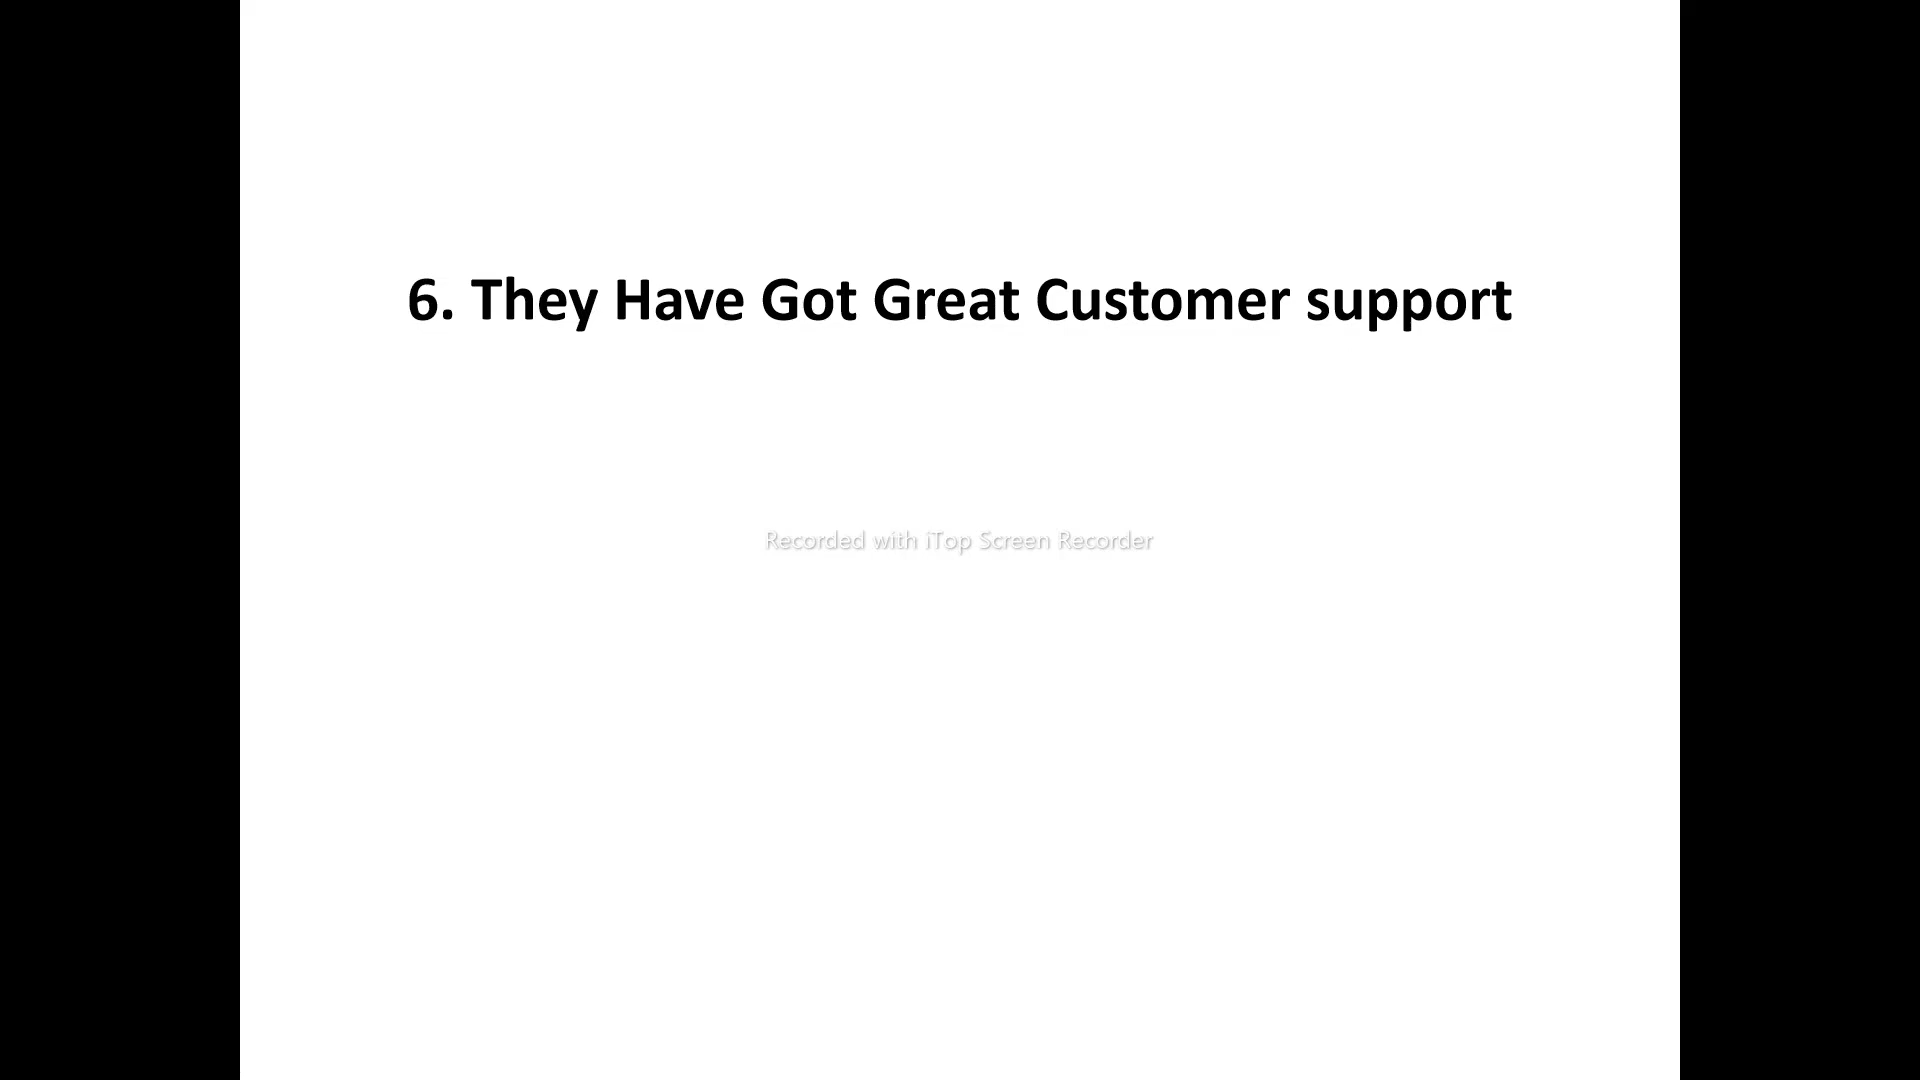 6. They Have Got Great Customer support
Recorded with iTop Screen Recorder